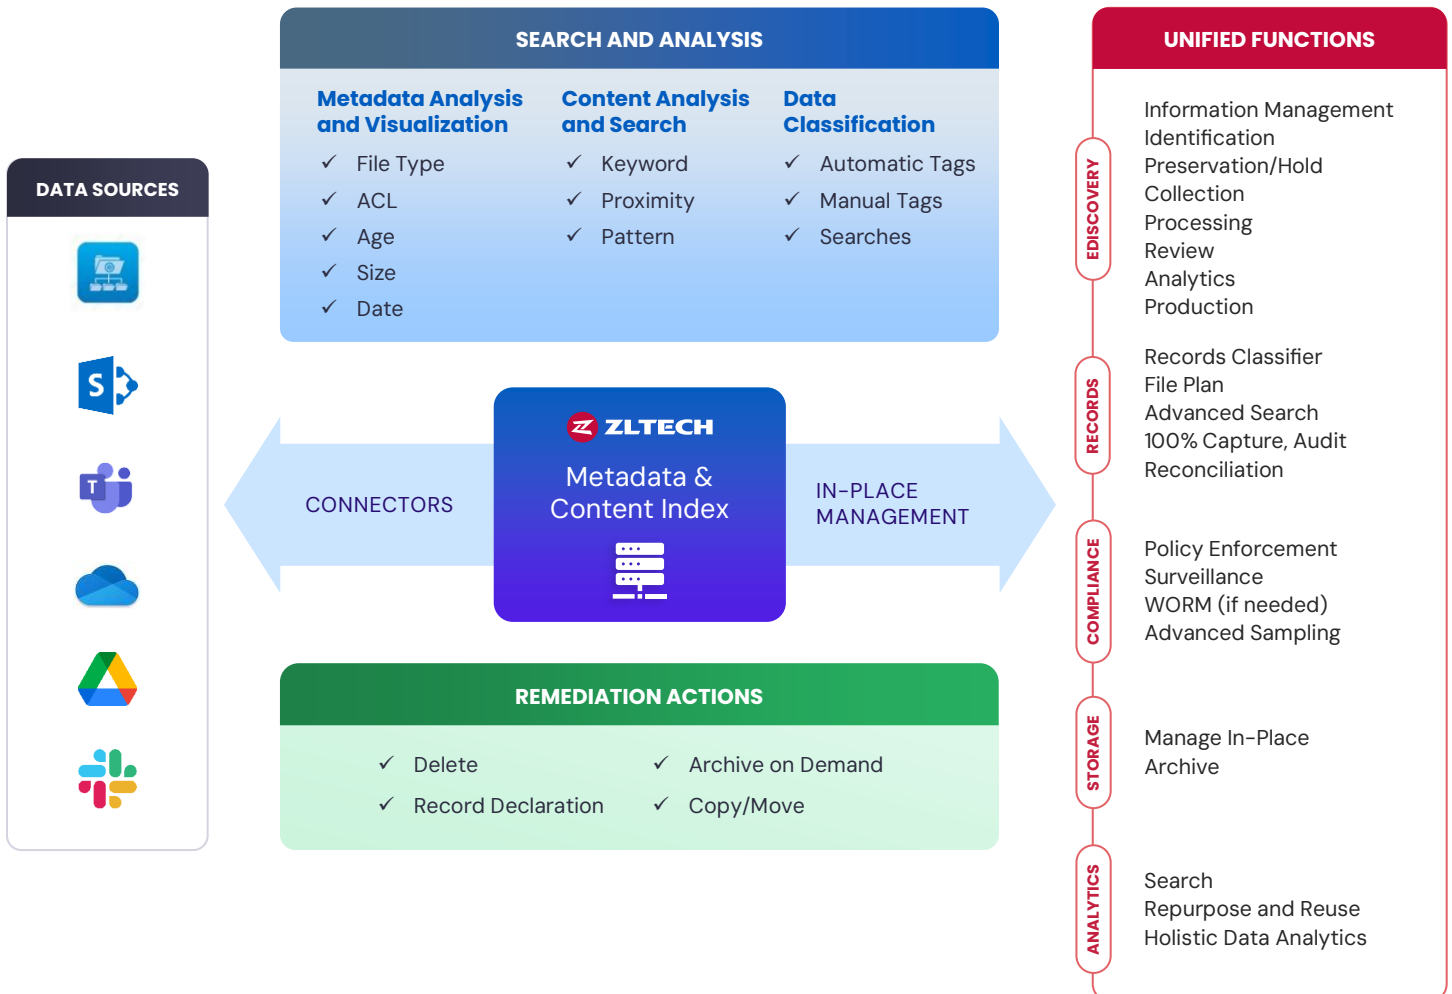 DATA SOURCES
S
T
SEARCH AND ANALYSIS
Metadata Analysis
and Visualization
File Type
ACL
Age
Size
Date
Content Analysis
and Search
Keyword
Proximity
Pattern
Data
Classification
Automatic Tags
Manual Tags
Searches
CONNECTORS
ZLTECH
Metadata &
Content Index
IN-PLACE
MANAGEMENT
REMEDIATION ACTIONS
Delete
Record Declaration
Archive on Demand
Copy/Move
UNIFIED FUNCTIONS
EDISCOVERY
Information Management
Identification
Preservation/Hold
Collection
Processing
Review
Analytics
Production
RECORDS
Records Classifier
File Plan
Advanced Search
100% Capture, Audit
Reconciliation
COMPLIANCE
Policy Enforcement
Surveillance
WORM (if needed)
Advanced Sampling
STORAGE
Manage In-Place
Archive
ANALYTICS
Search
Repurpose and Reuse
Holistic Data Analytics